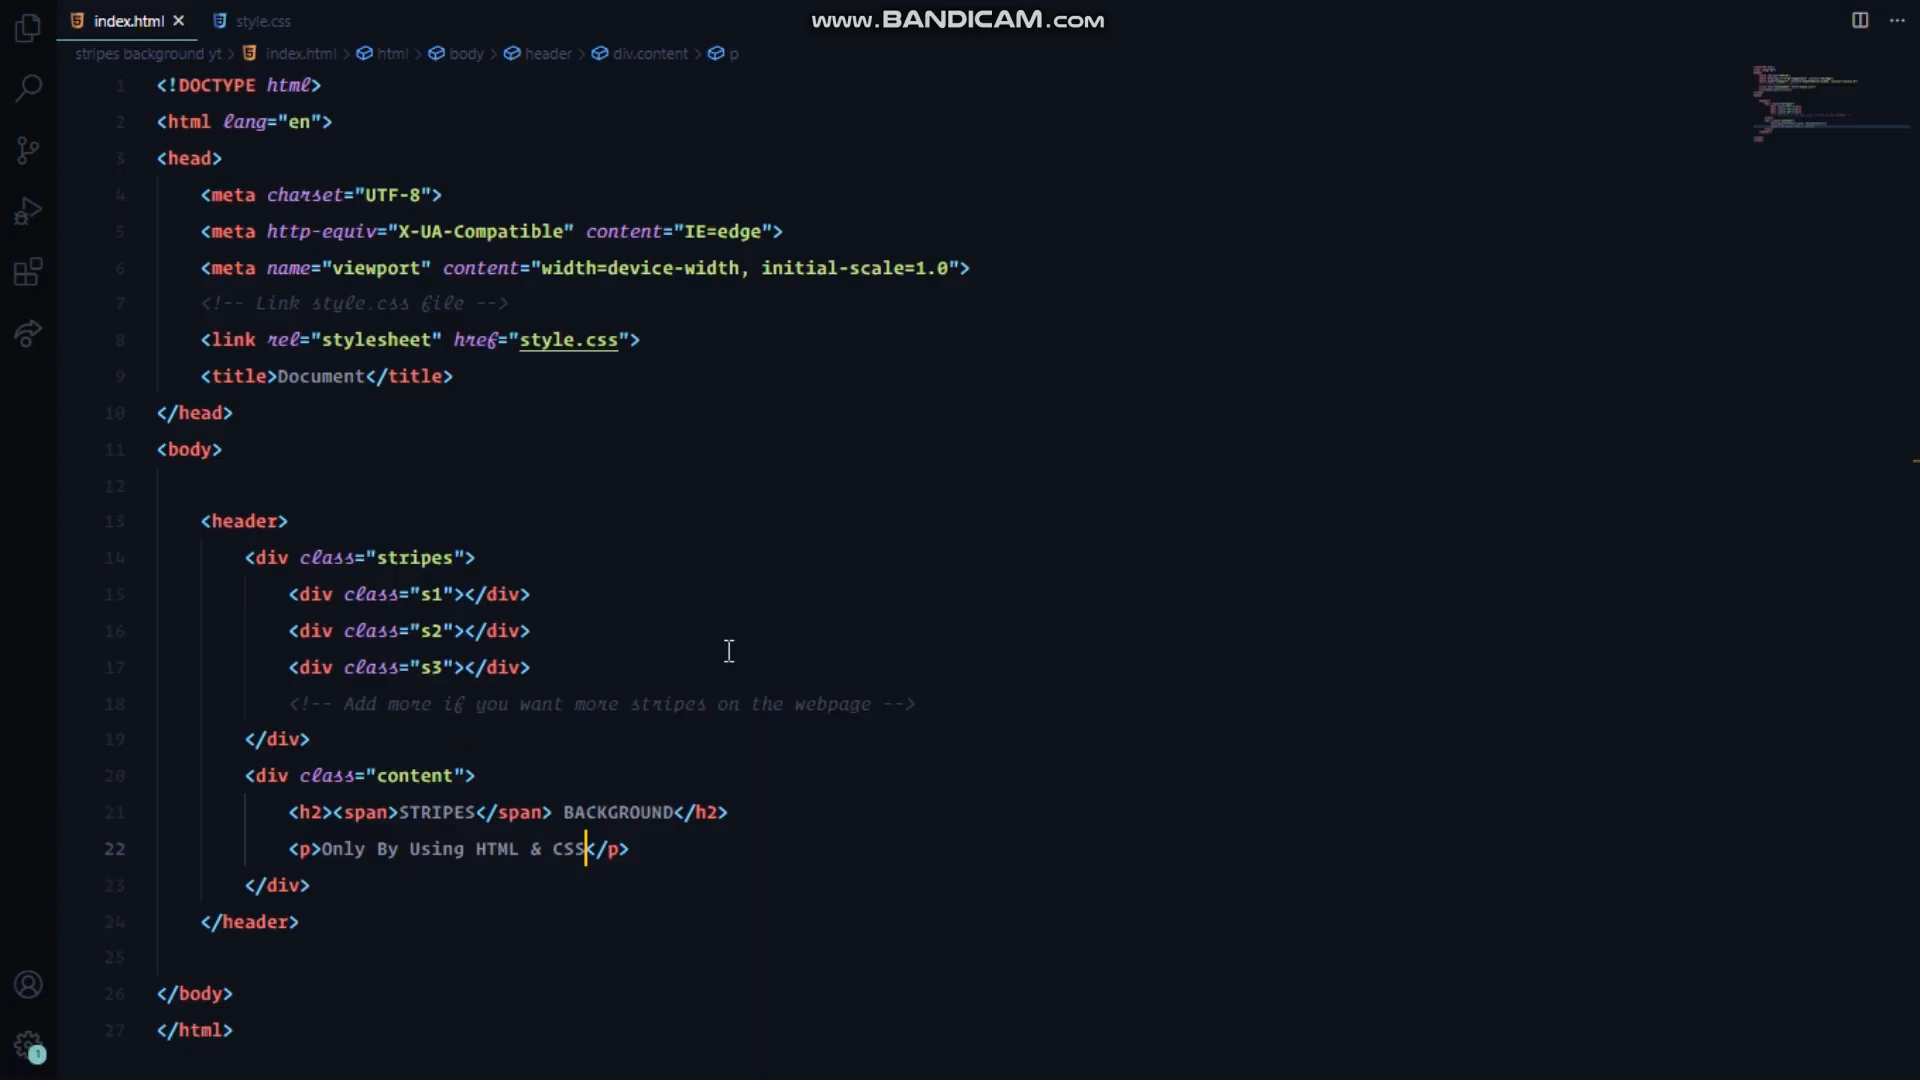 index.html
style.css
www.BANDICAM.com
stripes background yt > index.html > html > body > header > div.content > p
1 <!DOCTYPE html>
2 <html lang="en">
3 <head>
4 <meta charset="UTF-8">
5 <meta http-equiv="X-UA-Compatible" content="IE=edge">
6 <meta name="viewport" content="width=device-width, initial-scale=1.0">
7 <!-- Link style.css file -->
8 <link rel="stylesheet" href="style.css">
9 <title>Document</title>
10 </head>
11 <body>
12
13 <header>
14 <div class="stripes">
15 <div class="s1"></div>
16 <div class="s2"></div>
17 <div class="s3"></div>
18 <!-- Add more if you want more stripes on the webpage -->
19 </div>
20 <div class="content">
21 <h2><span>STRIPES</span> BACKGROUND</h2>
22 <p>Only By Using HTML & CSS</p>
23 </div>
24 </header>
25
26 </body>
27 </html>
1